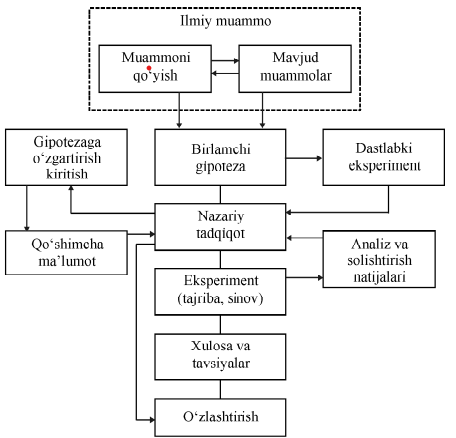 Ilmiy muammo
Muammoni
qo‘yish
Mavjud
muammolar
Gipotezaga
o‘zgartirish
kiritish
Birlamchi
gipoteza
Dastlabki
eksperiment
Nazariy
tadqiqot
Qo‘shimcha
ma’lumot
Analiz va
solishtirish
natijalari
Eksperiment
(tajriba, sinov)
Xulosa va
tavsiyalar
O‘zlashtirish